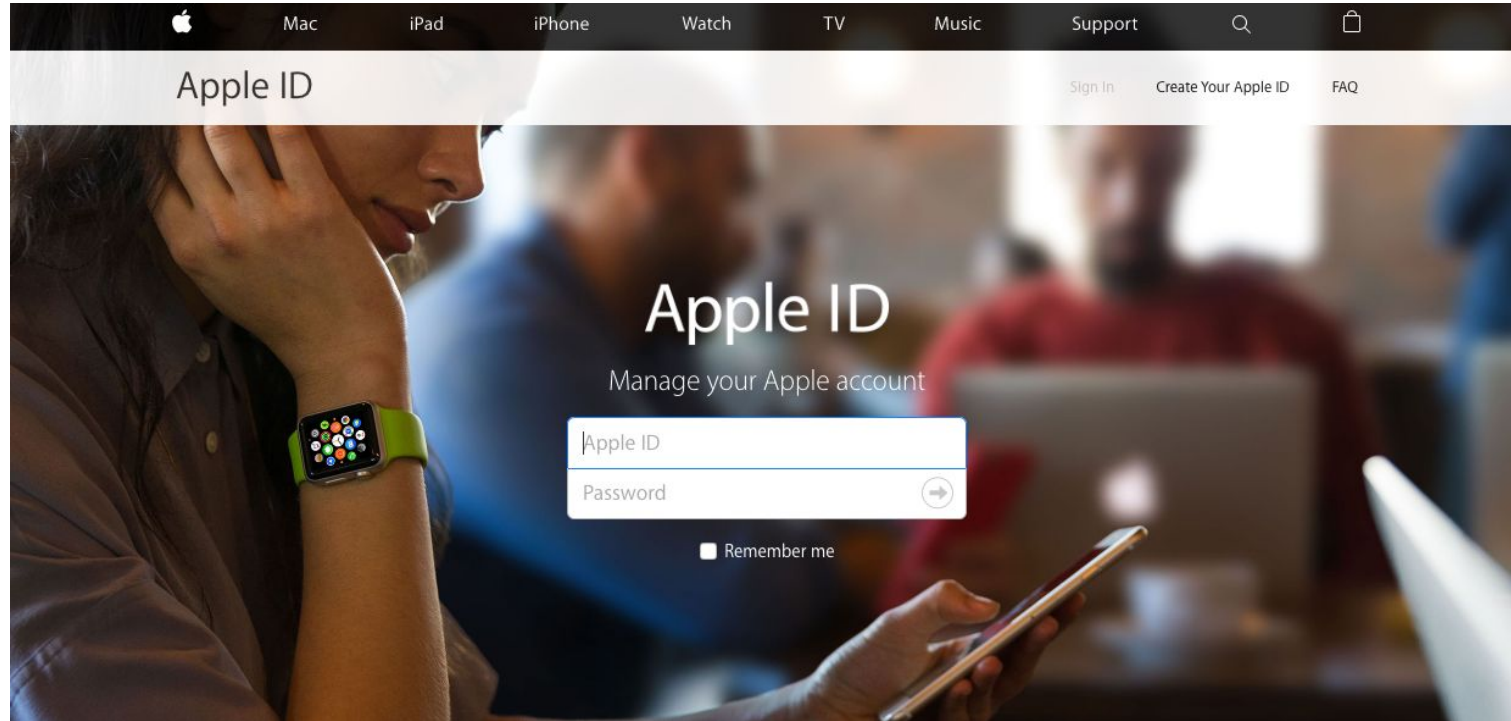 Mac iPad iPhone Watch TV Music Support
Apple ID Sign In Create Your Apple ID FAQ
Apple ID
Manage your Apple account
Apple ID
Password
Remember me